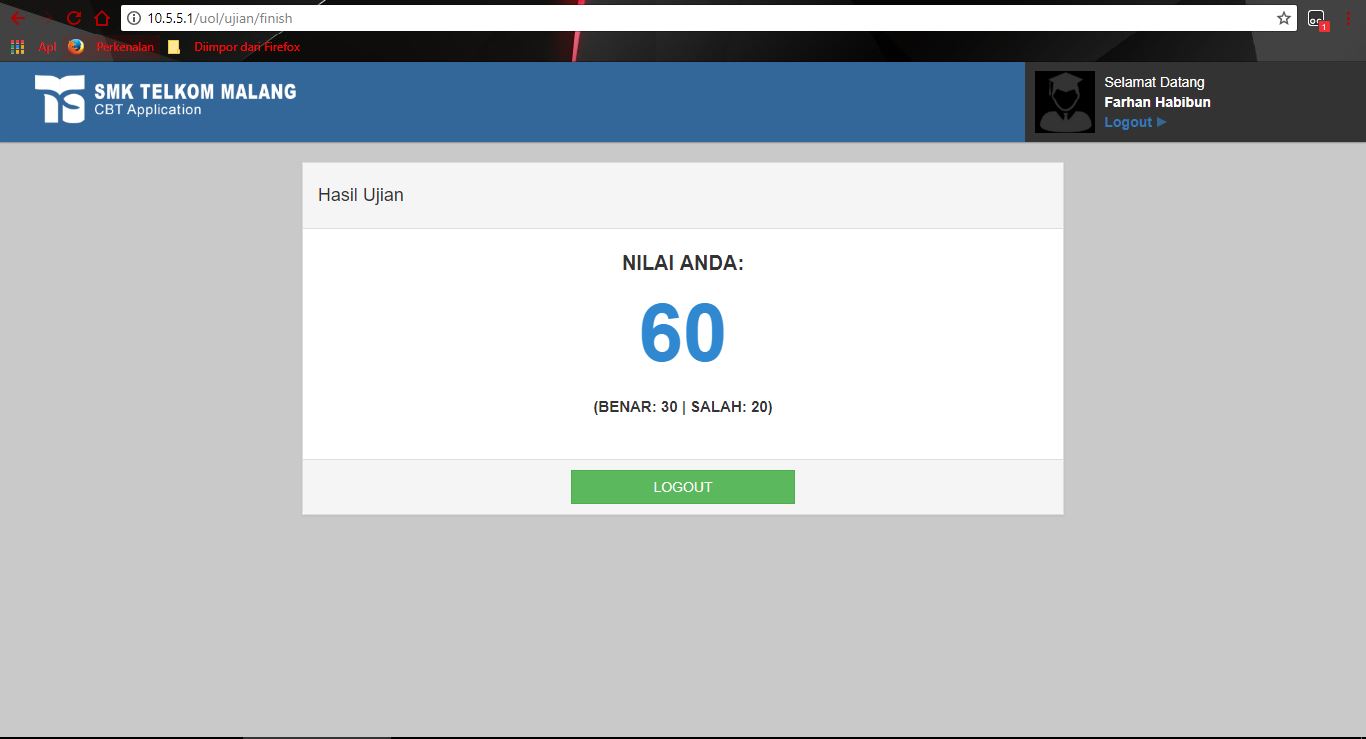 10.5.5.1/uol/ujian/finish
1
Apl Perkenalan Diimpor dari Firefox
SMK TELKOM MALANG
CBT Application
Selamat Datang
Farhan Habibun
Logout
Hasil Ujian
NILAI ANDA:
60
(BENAR: 30 | SALAH: 20)
LOGOUT